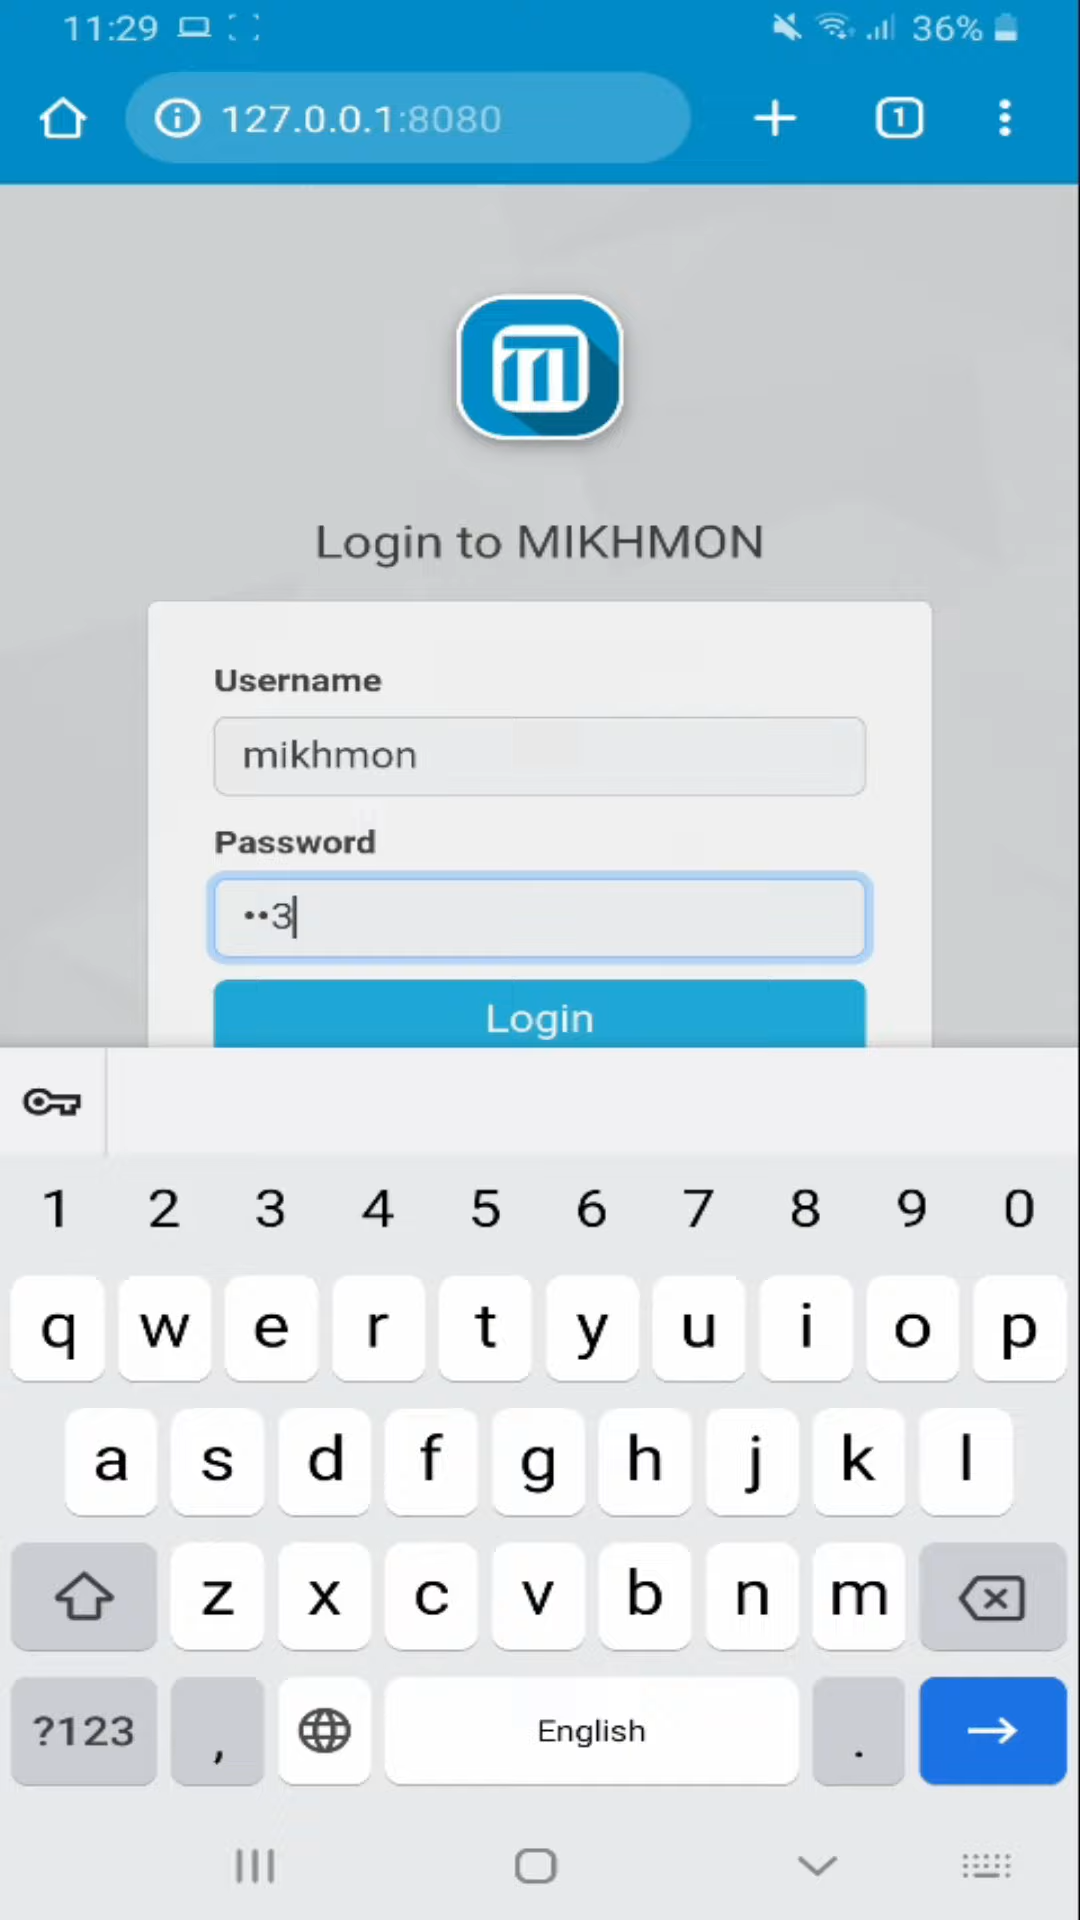 11:29 36%
127.0.0.1:8080 1
Login to MIKHMON
Username
mikhmon
Password
••3
Login
1 2 3 4 5 6 7 8 9 0
q w e r t y u i o p
a s d f g h j k l
z x c v b n m
?123 , English .